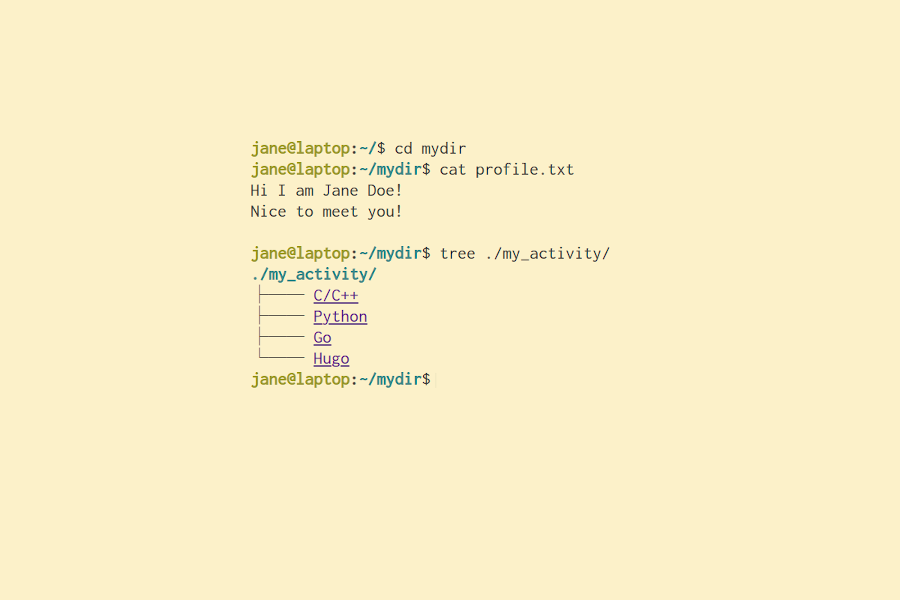 jane@laptop:~/$ cd mydir
jane@laptop:~/mydir$ cat profile.txt
Hi I am Jane Doe!
Nice to meet you!
jane@laptop:~/mydir$ tree ./my_activity/
./my_activity/
├──── C/C++
├──── Python
├──── Go
└──── Hugo
jane@laptop:~/mydir$